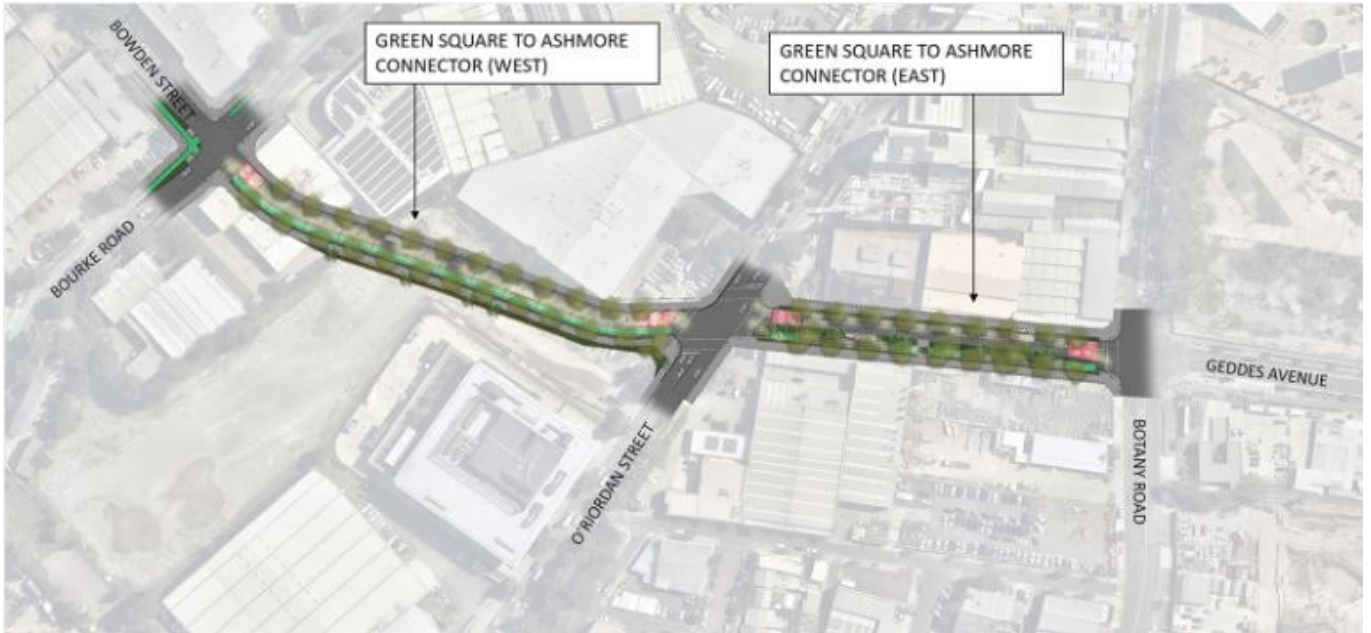 BOWDEN STREET
GREEN SQUARE TO ASHMORE
CONNECTOR (WEST)
GREEN SQUARE TO ASHMORE
CONNECTOR (EAST)
BOURKE ROAD
O'RIORDAN STREET
GEDDES AVENUE
BOTANY ROAD